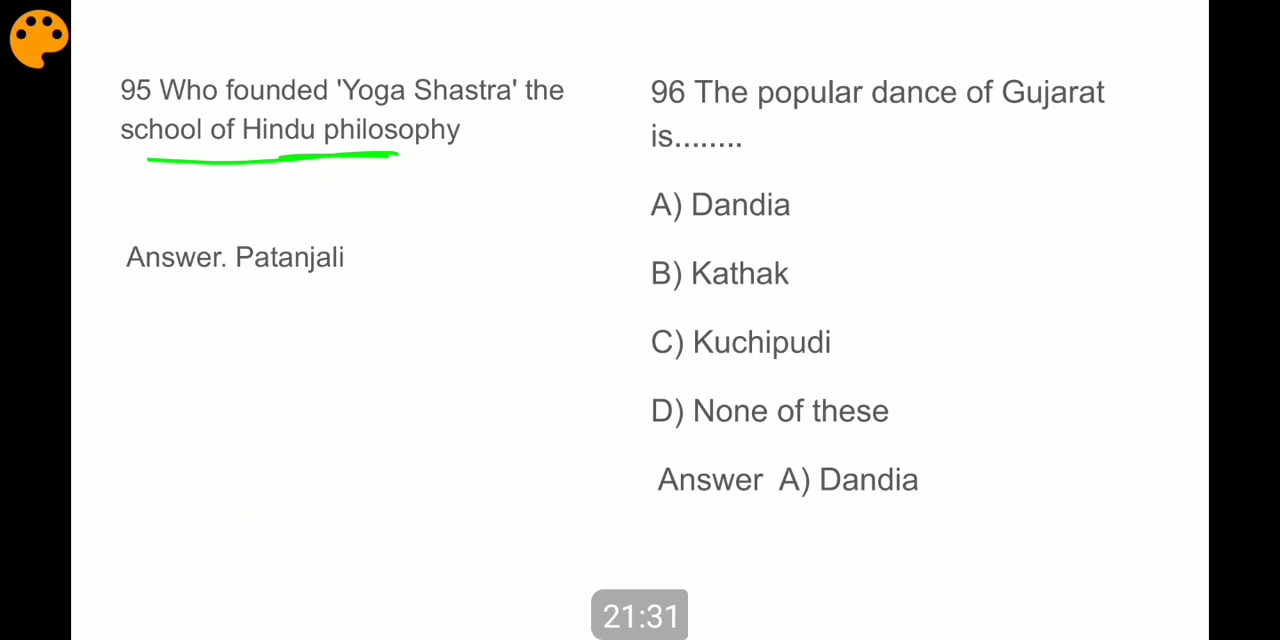 95 Who founded 'Yoga Shastra' the
school of Hindu philosophy
Answer. Patanjali
96 The popular dance of Gujarat
is........
A) Dandia
B) Kathak
C) Kuchipudi
D) None of these
Answer A) Dandia
21:31